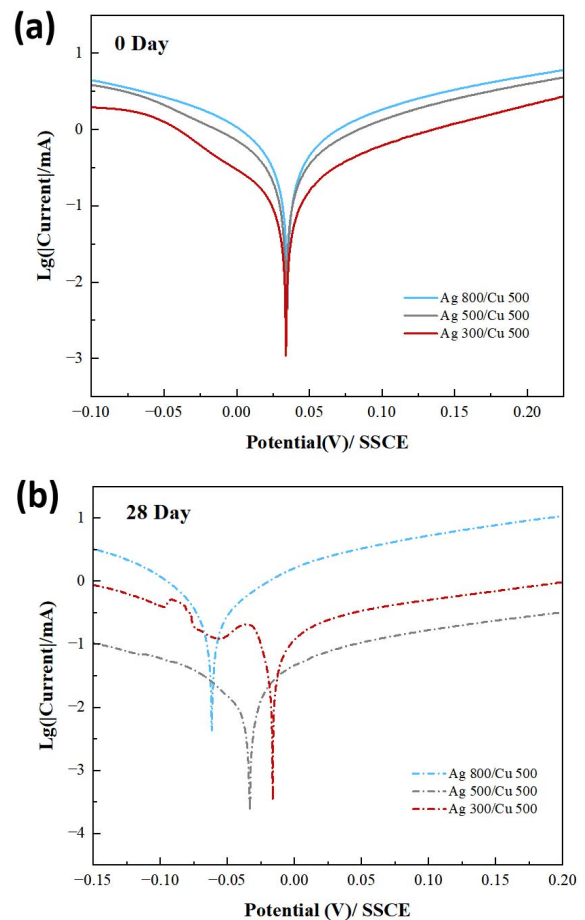 (a)
0 Day
Lg(|Current|/mA)
1
0
−1
−2
−3
Ag 800/Cu 500
Ag 500/Cu 500
Ag 300/Cu 500
−0.10 −0.05 0.00 0.05 0.10 0.15 0.20
Potential(V)/ SSCE
(b)
28 Day
Lg(|Current|/mA)
1
0
−1
−2
−3
−4
Ag 800/Cu 500
Ag 500/Cu 500
Ag 300/Cu 500
−0.15 −0.10 −0.05 0.00 0.05 0.10 0.15 0.20
Potential (V)/ SSCE